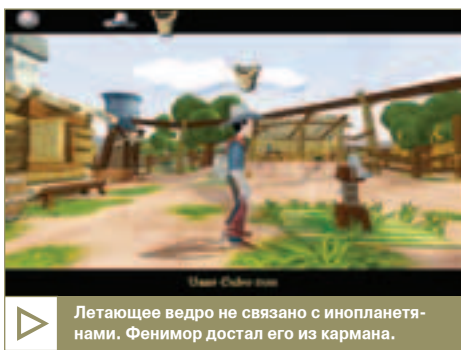 Летающее ведро не связано с инопланетя-
нами. Фенимор достал его из кармана.